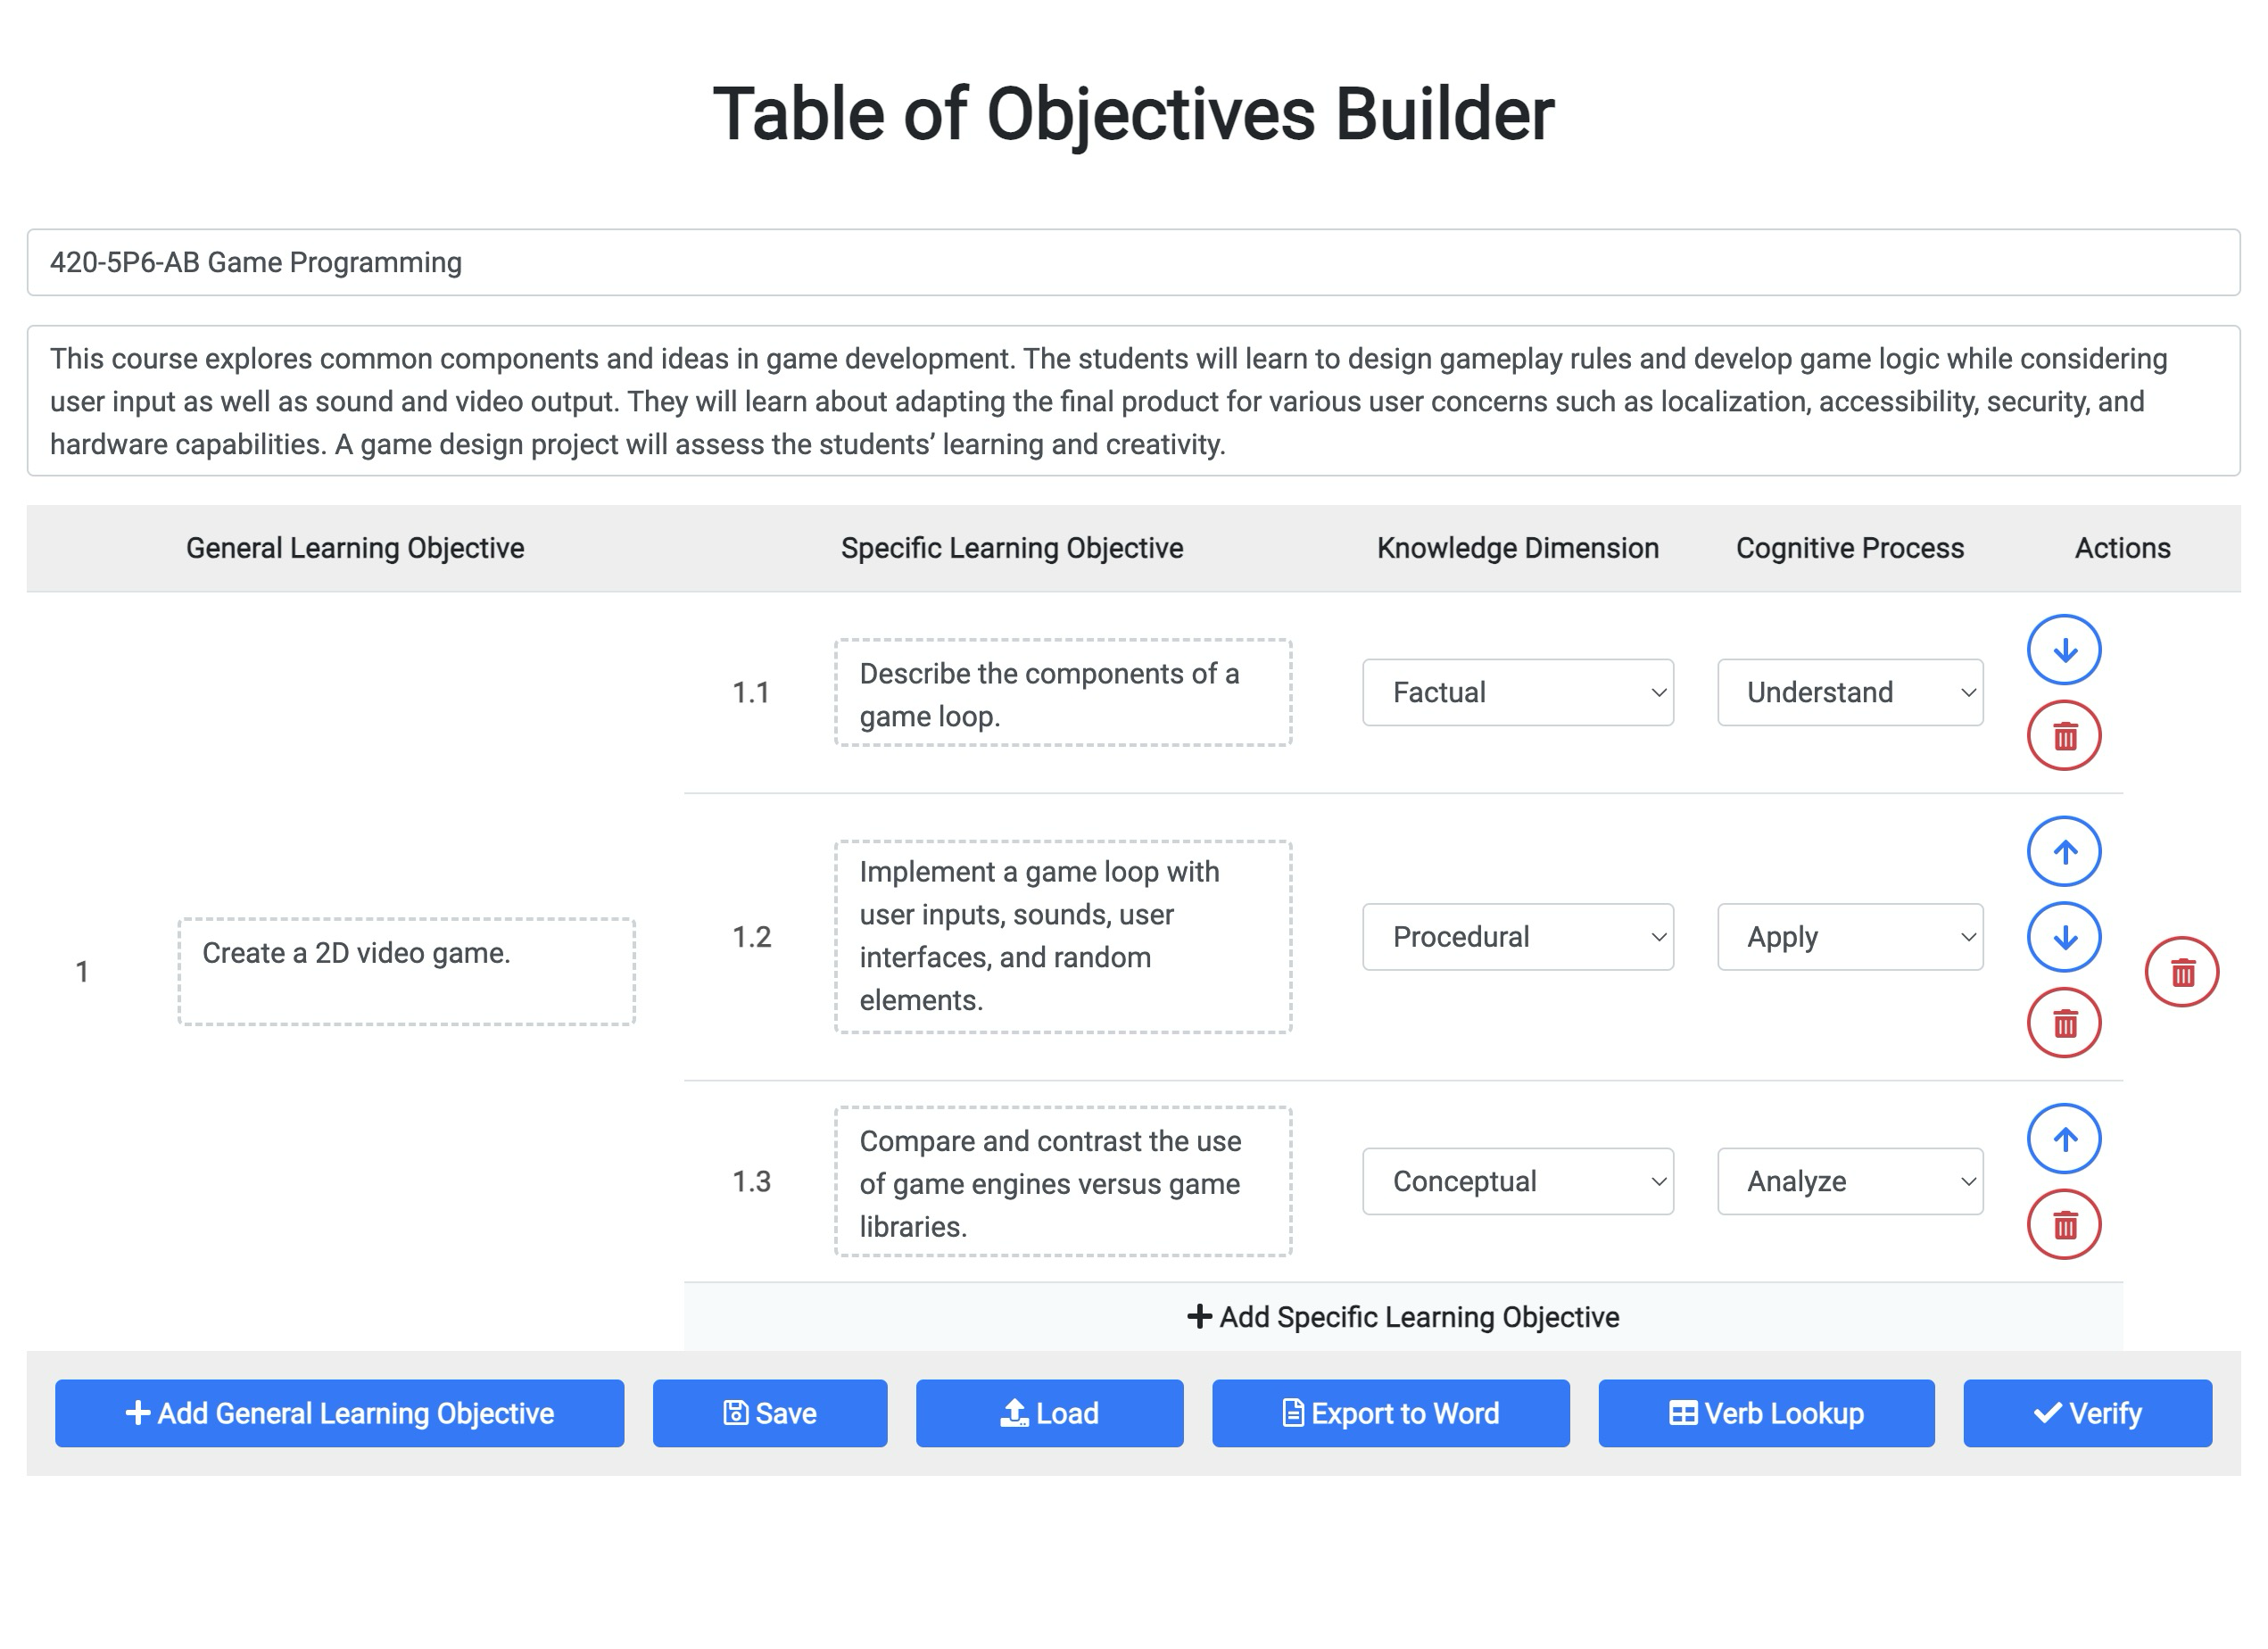 Table of Objectives Builder
420-5P6-AB Game Programming
This course explores common components and ideas in game development. The students will learn to design gameplay rules and develop game logic while considering
user input as well as sound and video output. They will learn about adapting the final product for various user concerns such as localization, accessibility, security, and
hardware capabilities. A game design project will assess the students’ learning and creativity.
General Learning Objective Specific Learning Objective Knowledge Dimension Cognitive Process Actions
1
Create a 2D video game.
1.1
Describe the components of a
game loop.
Factual
Understand
1.2
Implement a game loop with
user inputs, sounds, user
interfaces, and random
elements.
Procedural
Apply
1.3
Compare and contrast the use
of game engines versus game
libraries.
Conceptual
Analyze
Add Specific Learning Objective
Add General Learning Objective Save Load Export to Word Verb Lookup Verify